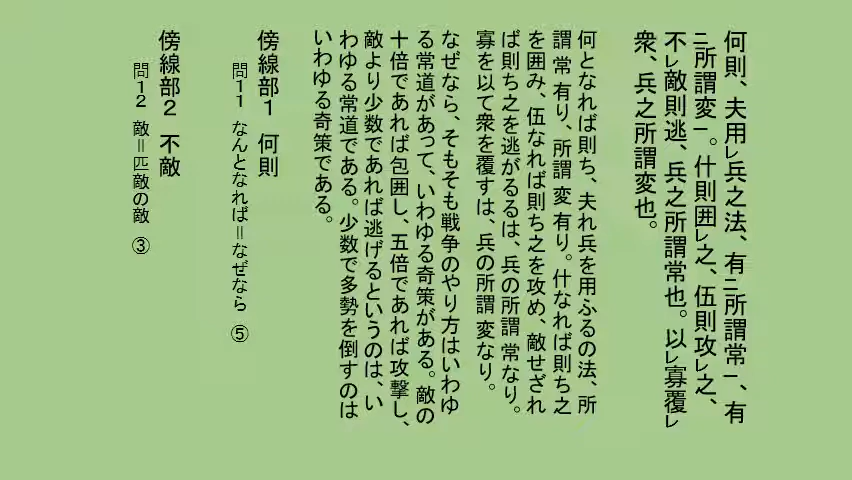 何則、夫用㆑兵之法、有㆓所謂常㆒、有
㆓所謂変㆒。什則囲㆑之、伍則攻㆑之、
不㆑敵則逃、兵之所謂常也。以㆑寡覆㆑
衆、兵之所謂変也。
何となれば則ち、夫れ兵を用ふるの法、所
謂常有り、所謂変有り。什なれば則ち之
を囲み、伍なれば則ち之を攻め、敵せざれ
ば則ち之を逃がるるは、兵の所謂常なり。
寡を以て衆を覆すは、兵の所謂変なり。
なぜなら、そもそも戦争のやり方はいわゆ
る常道があって、いわゆる奇策がある。敵の
十倍であれば包囲し、五倍であれば攻撃し、
敵より少数であれば逃げるというのは、い
わゆる常道である。少数で多勢を倒すのは
いわゆる奇策である。
傍線部1 何則
問11 なんとなれば=なぜなら ⑤
傍線部2 不敵
問12 敵=匹敵の敵 ③